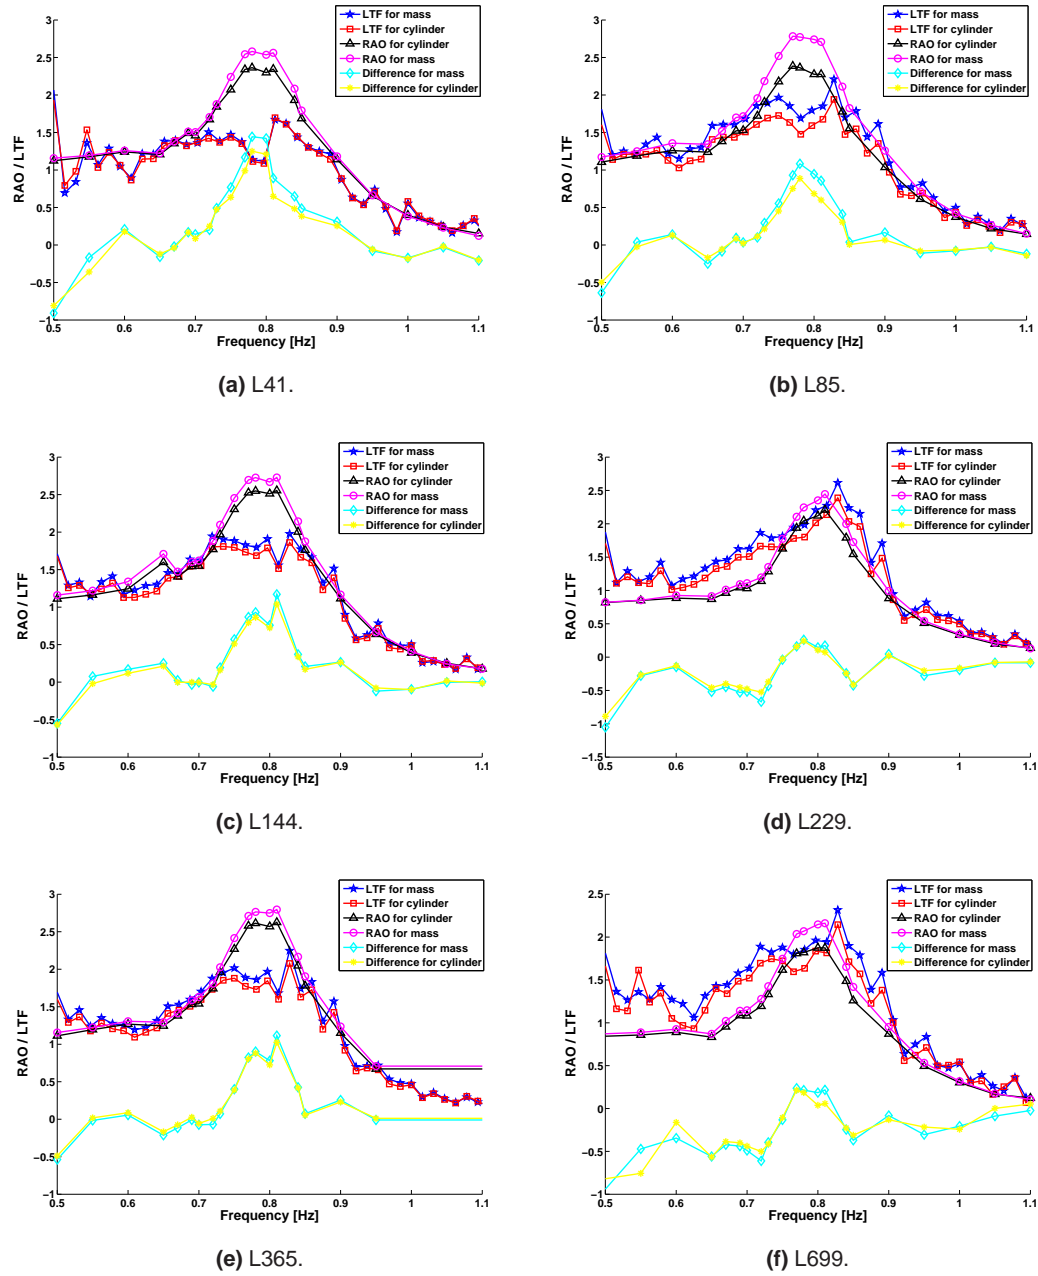 3
2.5
2
1.5
1
0.5
0
−0.5
−1
RAO / LTF
LTF for mass
LTF for cylinder
RAO for cylinder
RAO for mass
Difference for mass
Difference for cylinder
0.5 0.6 0.7 0.8 0.9 1 1.1
Frequency [Hz]
(a) L41.
3
2.5
2
1.5
1
0.5
0
−0.5
−1
RAO / LTF
LTF for mass
LTF for cylinder
RAO for cylinder
RAO for mass
Difference for mass
Difference for cylinder
0.5 0.6 0.7 0.8 0.9 1 1.1
Frequency [Hz]
(b) L85.
3
2.5
2
1.5
1
0.5
0
−0.5
−1
RAO / LTF
LTF for mass
LTF for cylinder
RAO for cylinder
RAO for mass
Difference for mass
Difference for cylinder
0.5 0.6 0.7 0.8 0.9 1 1.1
Frequency [Hz]
(c) L144.
3
2.5
2
1.5
1
0.5
0
−0.5
−1
−1.5
RAO / LTF
LTF for mass
LTF for cylinder
RAO for cylinder
RAO for mass
Difference for mass
Difference for cylinder
0.5 0.6 0.7 0.8 0.9 1 1.1
Frequency [Hz]
(d) L229.
3
2.5
2
1.5
1
0.5
0
−0.5
−1
RAO / LTF
LTF for mass
LTF for cylinder
RAO for cylinder
RAO for mass
Difference for mass
Difference for cylinder
0.5 0.6 0.7 0.8 0.9 1 1.1
Frequency [Hz]
(e) L365.
2.5
2
1.5
1
0.5
0
−0.5
−1
RAO / LTF
LTF for mass
LTF for cylinder
RAO for cylinder
RAO for mass
Difference for mass
Difference for cylinder
0.5 0.6 0.7 0.8 0.9 1 1.1
Frequency [Hz]
(f) L699.